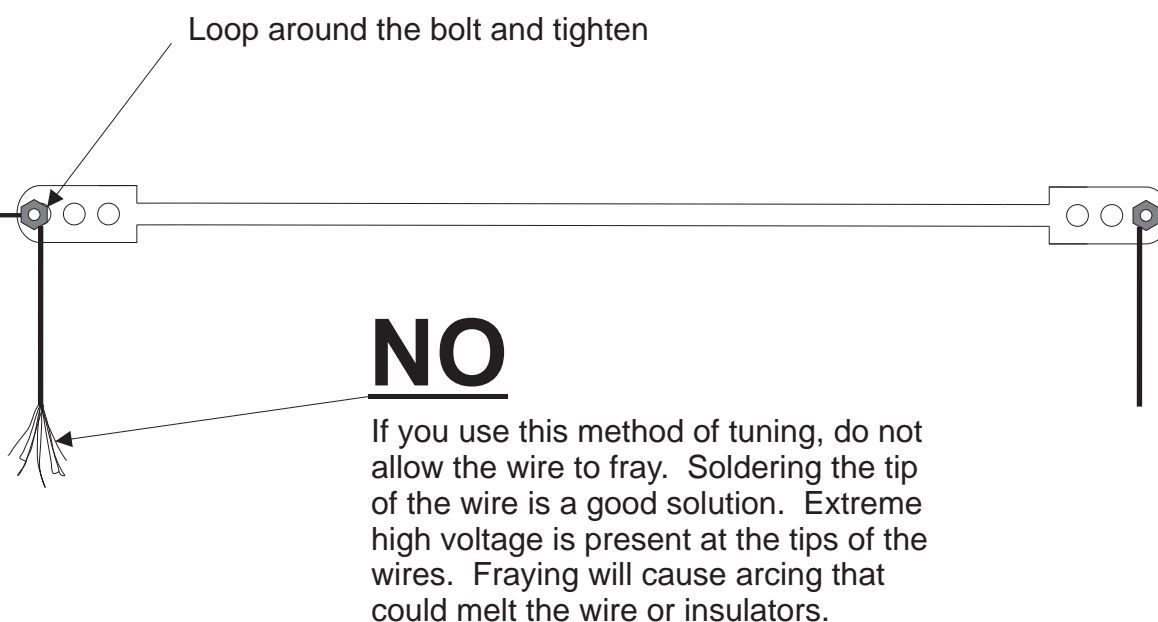 Loop around the bolt and tighten
NO
If you use this method of tuning, do not
allow the wire to fray.  Soldering the tip
of the wire is a good solution.  Extreme
high voltage is present at the tips of the
wires.  Fraying will cause arcing that
could melt the wire or insulators.